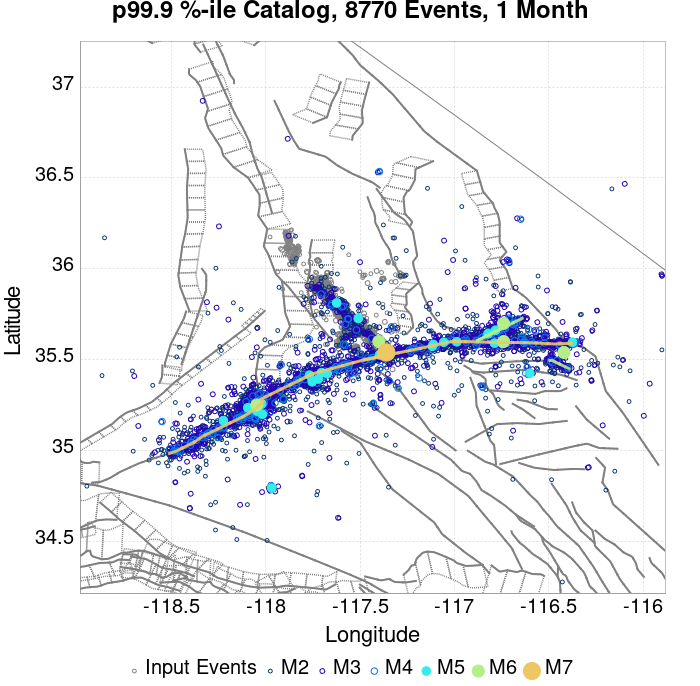 p99.9 %-ile Catalog, 8770 Events, 1 Month
37
36.5
36
35.5
35
34.5
Latitude
-118.5 -118 -117.5 -117 -116.5 -116
Longitude
Input Events M2 M3 M4 M5 M6 M7